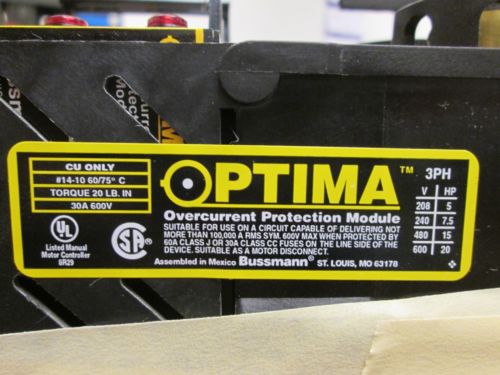 CU ONLY
#14-10 60/75° C
TORQUE 20 LB. IN
30A 600V
UL
Listed Manual
Motor Controller
8R29
SA
OPTIMA™
Overcurrent Protection Module
SUITABLE FOR USE ON A CIRCUIT CAPABLE OF DELIVERING NOT
MORE THAN 100,000 A RMS SYM. 600V MAX WHEN PROTECTED BY
60A CLASS J OR 30A CLASS CC FUSES ON THE LINE SIDE OF THE
DEVICE. SUITABLE AS A MOTOR DISCONNECT.
Assembled in Mexico Bussmann® ST. LOUIS, MO 63178
3PH
V HP
208 5
240 7.5
480 15
600 20